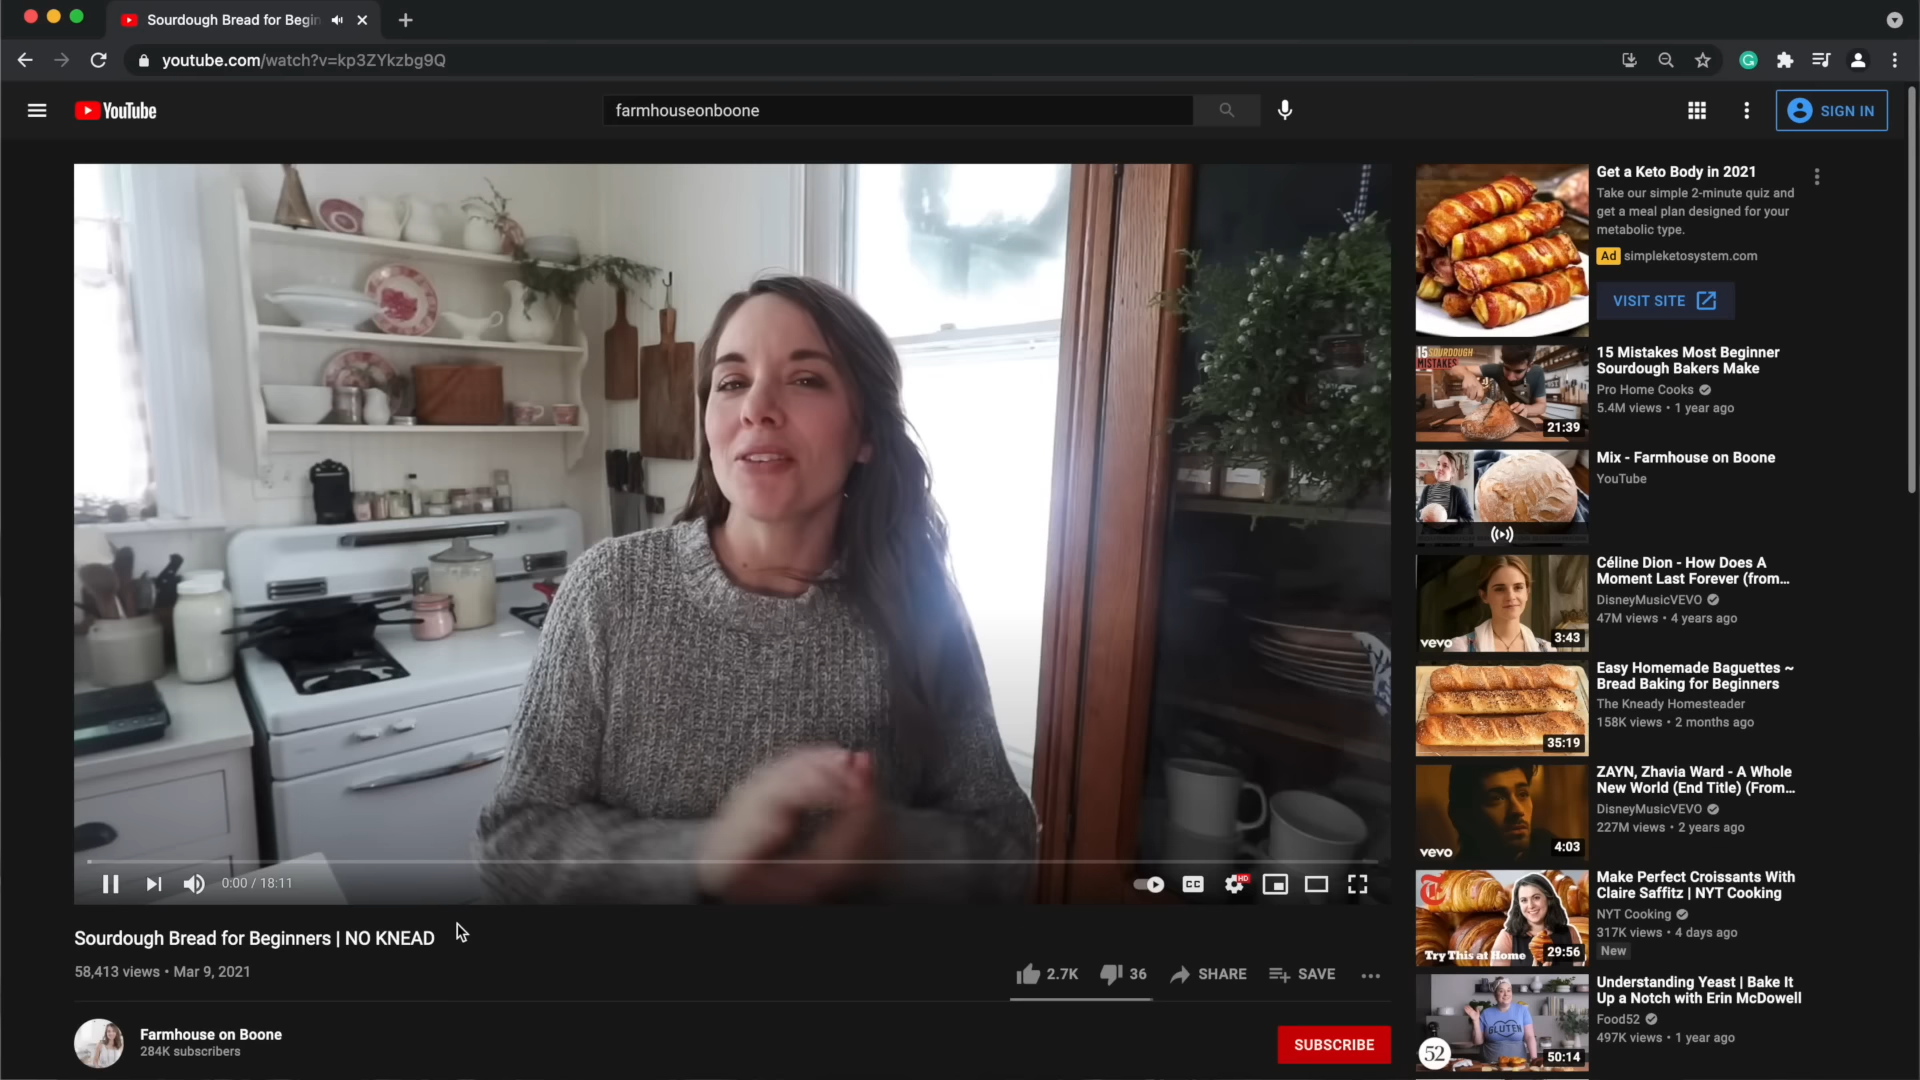 Sourdough Bread for Begin
youtube.com/watch?v=kp3ZYkzbg9Q
YouTube
farmhouseonboone
SIGN IN
0:00 / 18:11
CC
HD
Sourdough Bread for Beginners | NO KNEAD
58,413 views • Mar 9, 2021
2.7K
36
SHARE
SAVE
Farmhouse on Boone
284K subscribers
SUBSCRIBE
Get a Keto Body in 2021
Take our simple 2-minute quiz and
get a meal plan designed for your
metabolic type.
Ad simpleketosystem.com
VISIT SITE
15 SOURDOUGH
MISTAKES
21:39
15 Mistakes Most Beginner
Sourdough Bakers Make
Pro Home Cooks
5.4M views • 1 year ago
Mix - Farmhouse on Boone
YouTube
vevo
3:43
Céline Dion - How Does A
Moment Last Forever (from...
DisneyMusicVEVO
47M views • 4 years ago
35:19
Easy Homemade Baguettes ~
Bread Baking for Beginners
The Kneady Homesteader
158K views • 2 months ago
vevo
4:03
ZAYN, Zhavia Ward - A Whole
New World (End Title) (From...
DisneyMusicVEVO
227M views • 2 years ago
T
Try This at Home
29:56
Make Perfect Croissants With
Claire Saffitz | NYT Cooking
NYT Cooking
317K views • 4 days ago
New
GLUTEN
52
50:14
Understanding Yeast | Bake It
Up a Notch with Erin McDowell
Food52
497K views • 1 year ago